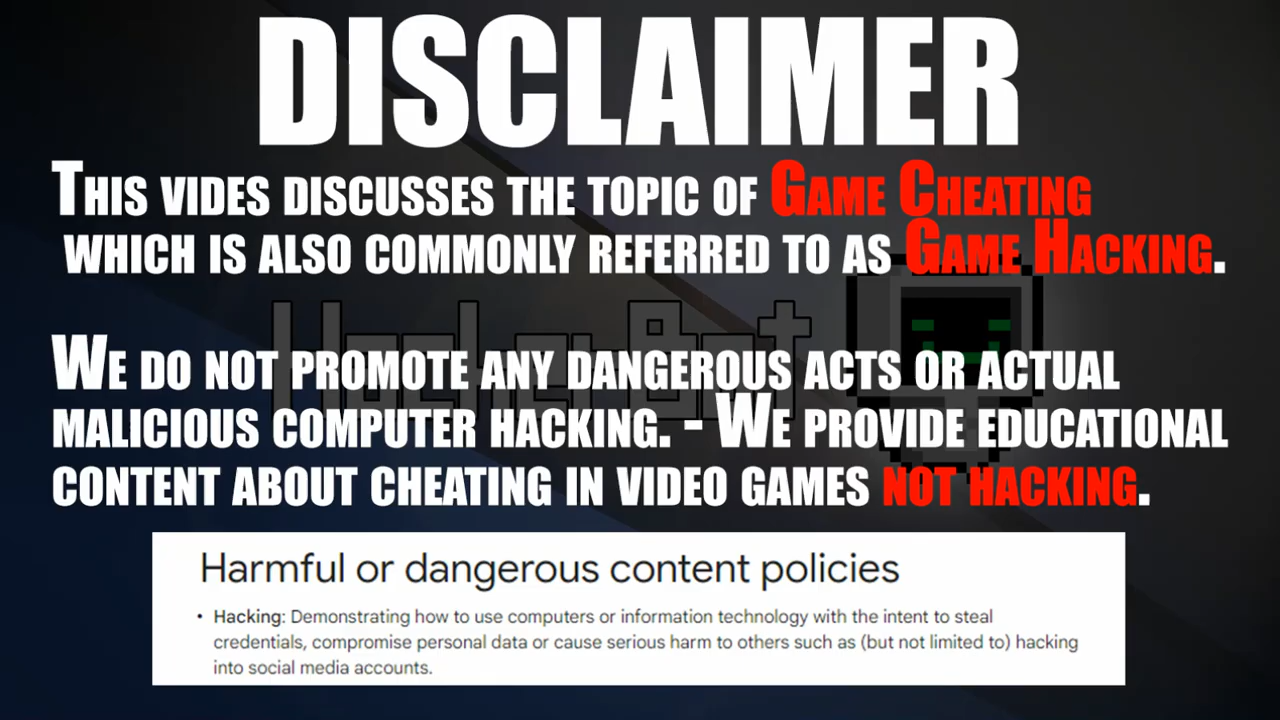 DISCLAIMER
THIS VIDES DISCUSSES THE TOPIC OF GAME CHEATING
WHICH IS ALSO COMMONLY REFERRED TO AS GAME HACKING.
Hacker Bot
WE DO NOT PROMOTE ANY DANGEROUS ACTS OR ACTUAL
MALICIOUS COMPUTER HACKING. - WE PROVIDE EDUCATIONAL
CONTENT ABOUT CHEATING IN VIDEO GAMES NOT HACKING.
Harmful or dangerous content policies
• Hacking: Demonstrating how to use computers or information technology with the intent to steal
credentials, compromise personal data or cause serious harm to others such as (but not limited to) hacking
into social media accounts.